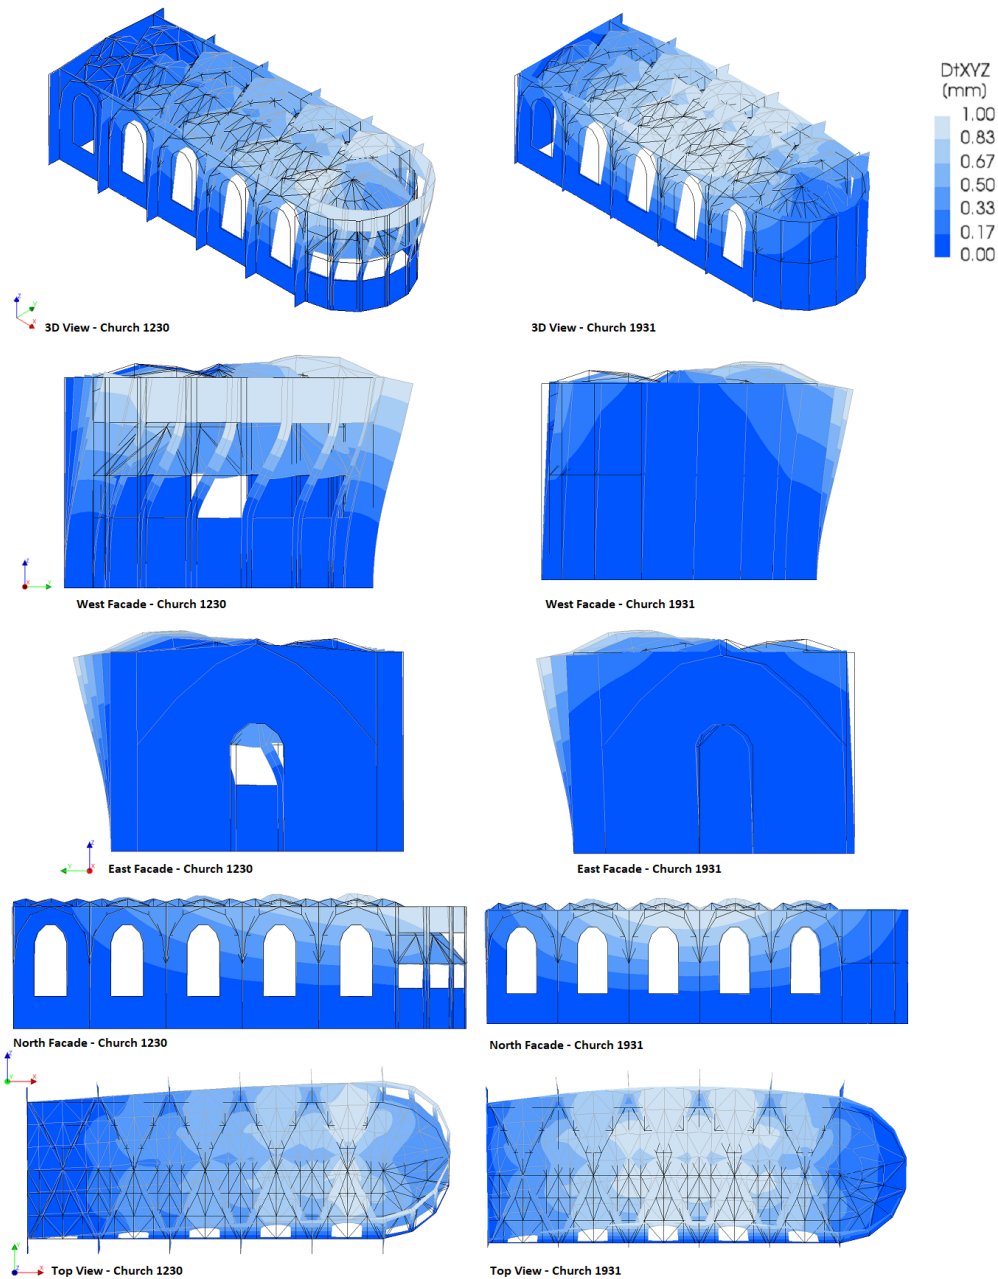 DtXYZ
(mm)
1.00
0.83
0.67
0.50
0.33
0.17
0.00
3D View - Church 1230
3D View - Church 1931
West Facade - Church 1230
West Facade - Church 1931
East Facade - Church 1230
East Facade - Church 1931
North Facade - Church 1230
North Facade - Church 1931
Top View - Church 1230
Top View - Church 1931